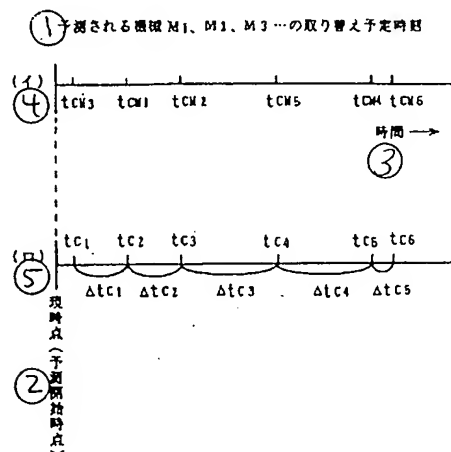 ① 予測される機械 M1、M2、M3…の取り替え予定時刻
(イ)
④ tCM3 tCM1 tCM2 tCM5 tCM4 tCM6
時間 →
③
(ロ) tC1 tC2 tC3 tC4 tC5 tC6
⑤ ΔtC1 ΔtC2 ΔtC3 ΔtC4 ΔtC5
② 現時点(予測開始時点)